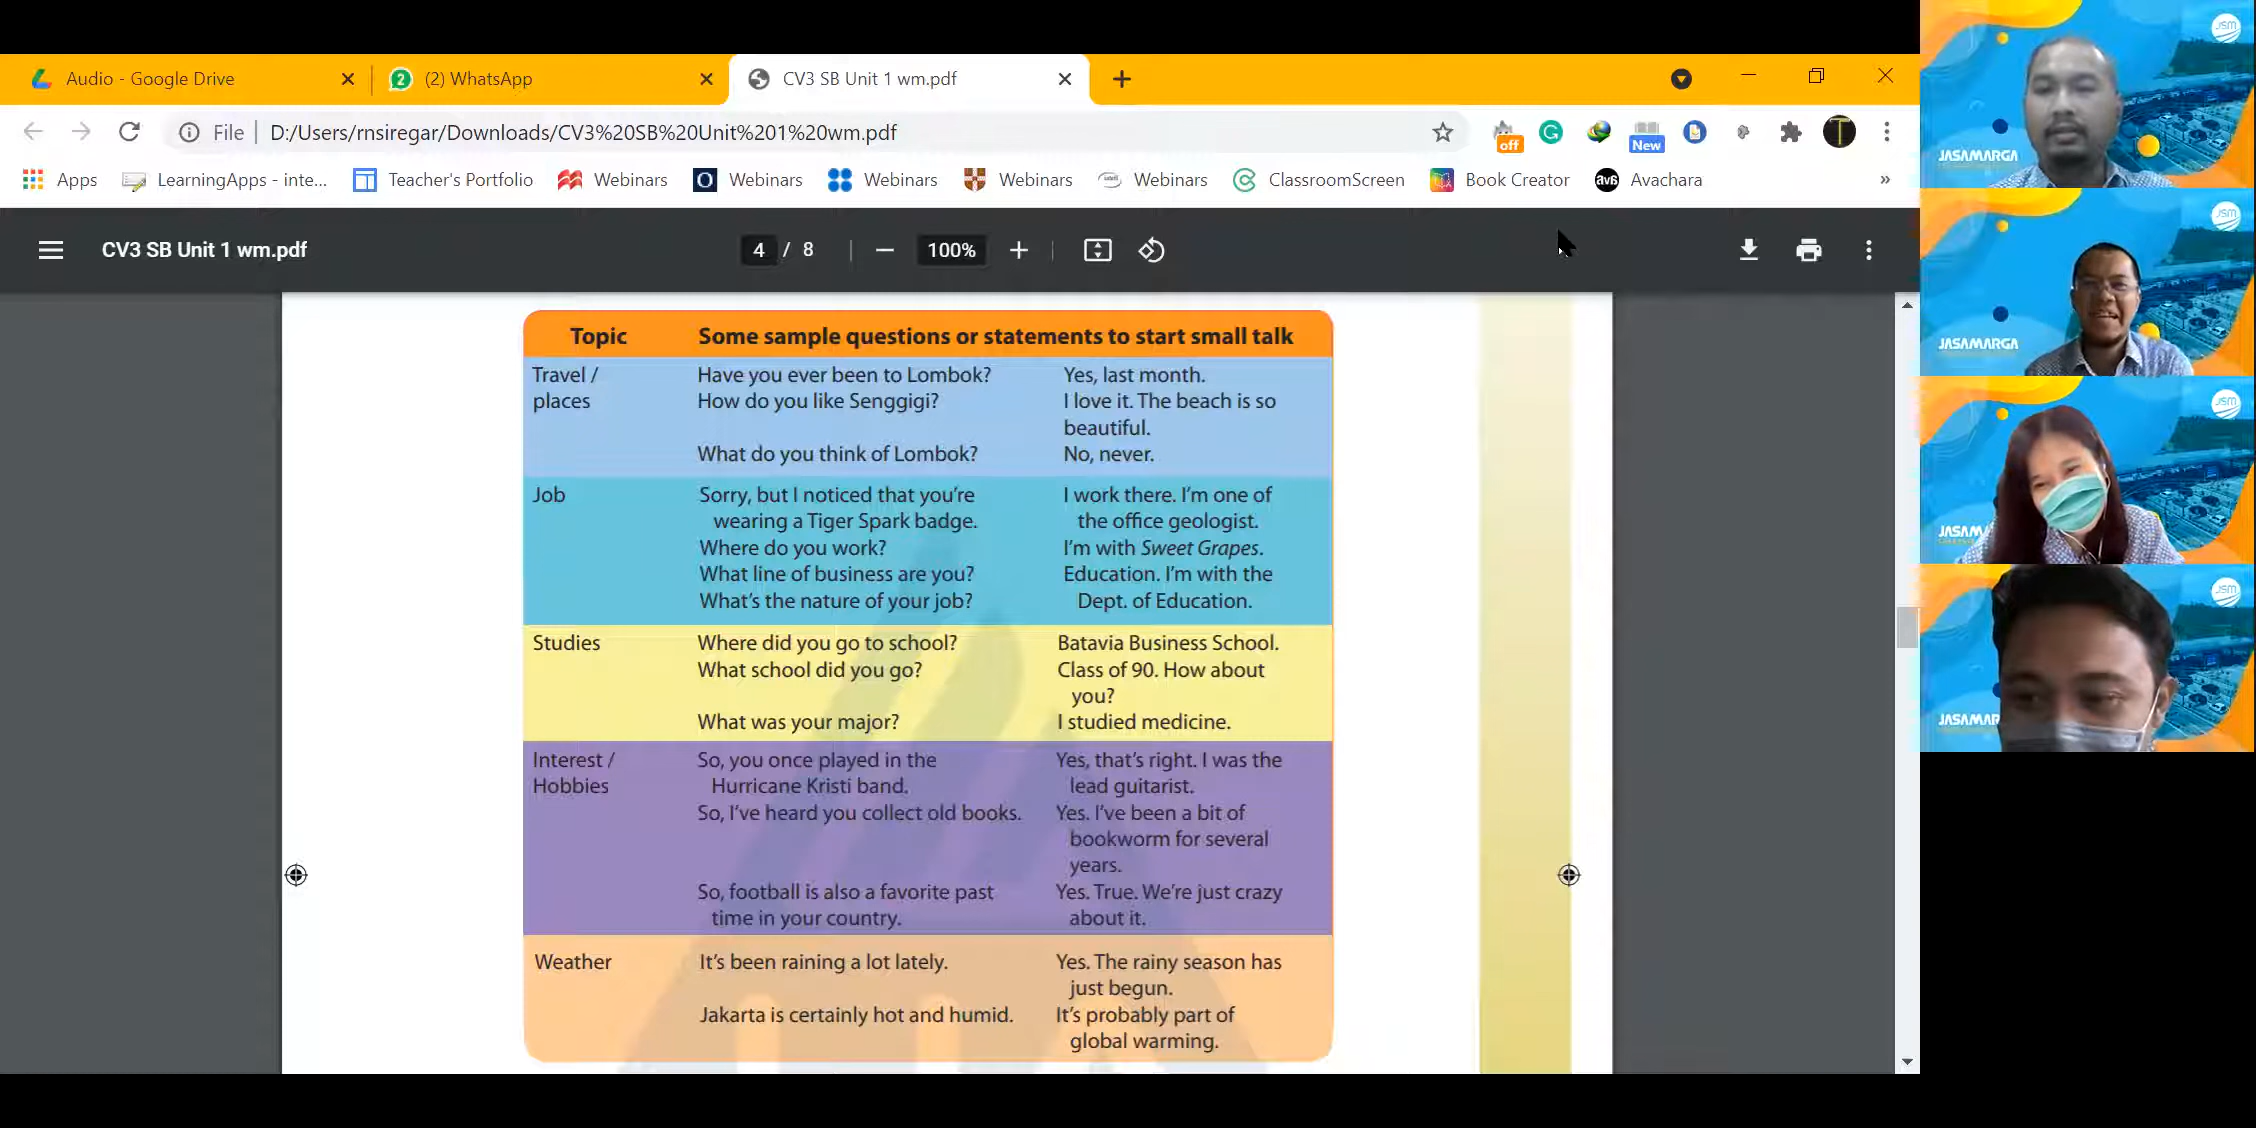 Audio - Google Drive
(2) WhatsApp
CV3 SB Unit 1 wm.pdf
File
D:/Users/rnsiregar/Downloads/CV3%20SB%20Unit%201%20wm.pdf
off
New
T
Apps
LearningApps - inte...
Teacher's Portfolio
Webinars
Webinars
Webinars
Webinars
Webinars
ClassroomScreen
Book Creator
Avachara
»
CV3 SB Unit 1 wm.pdf
4 / 8
100%
Topic Some sample questions or statements to start small talk
Travel / Have you ever been to Lombok? Yes, last month.
places How do you like Senggigi? I love it. The beach is so
beautiful.
What do you think of Lombok? No, never.
Job Sorry, but I noticed that you're I work there. I'm one of
wearing a Tiger Spark badge. the office geologist.
Where do you work? I'm with Sweet Grapes.
What line of business are you? Education. I'm with the
What's the nature of your job? Dept. of Education.
Studies Where did you go to school? Batavia Business School.
What school did you go? Class of 90. How about
you?
What was your major? I studied medicine.
Interest / So, you once played in the Yes, that's right. I was the
Hobbies Hurricane Kristi band. lead guitarist.
So, I've heard you collect old books. Yes. I've been a bit of
bookworm for several
years.
So, football is also a favorite past Yes. True. We're just crazy
time in your country. about it.
Weather It's been raining a lot lately. Yes. The rainy season has
just begun.
Jakarta is certainly hot and humid. It's probably part of
global warming.
JSM
JASAMARGA
JSM
JASAMARGA
JSM
JASAM
JSM
JASAMAR